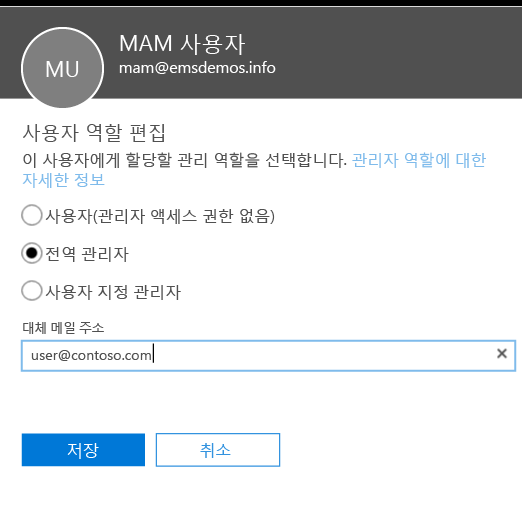 MU
MAM 사용자
mam@emsdemos.info
사용자 역할 편집
이 사용자에게 할당할 관리 역할을 선택합니다. 관리자 역할에 대한
자세한 정보
사용자(관리자 액세스 권한 없음)
전역 관리자
사용자 지정 관리자
대체 메일 주소
user@contoso.com
저장 취소